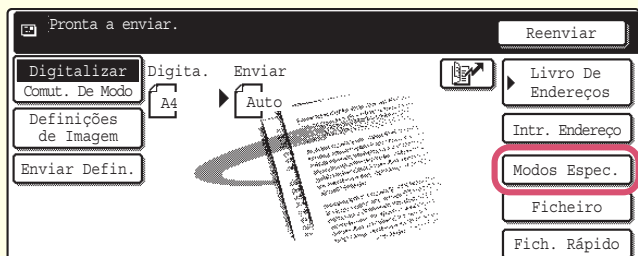 Pronta a enviar.
Reenviar
Digitalizar
Comut. De Modo
Digita.
Enviar
A4
Auto
Livro De
Endereços
Definições
de Imagem
Intr. Endereço
Enviar Defin.
Modos Espec.
Ficheiro
Fich. Rápido